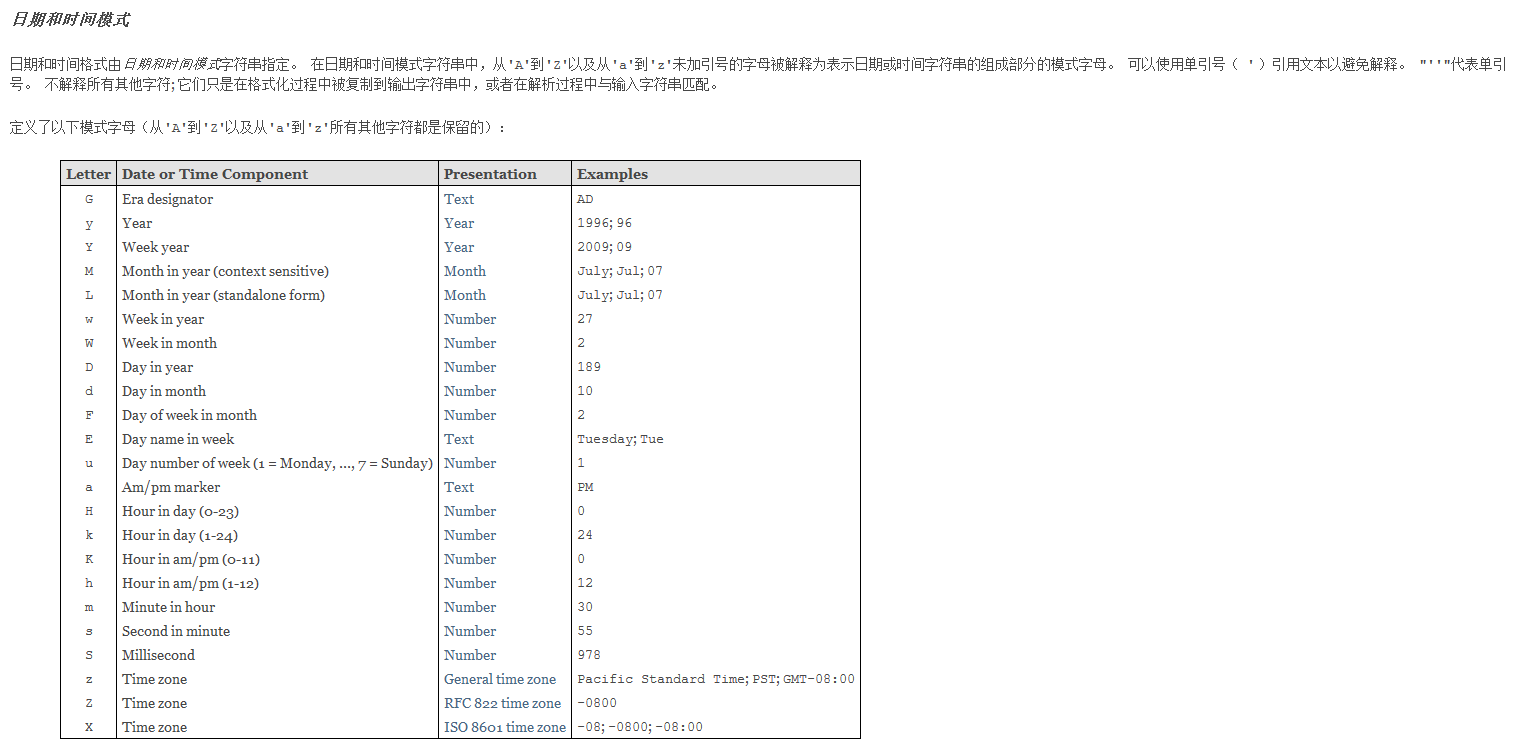 日期和时间模式
日期和时间格式由日期和时间模式字符串指定。 在日期和时间模式字符串中，从'A'到'Z'以及从'a'到'z'未加引号的字母被解释为表示日期或时间字符串的组成部分的模式字母。 可以使用单引号（ ' ）引用文本以避免解释。 "''"代表单引
号。 不解释所有其他字符;它们只是在格式化过程中被复制到输出字符串中，或者在解析过程中与输入字符串匹配。
定义了以下模式字母（从'A'到'Z'以及从'a'到'z'所有其他字符都是保留的）：
Letter Date or Time Component Presentation Examples
G Era designator Text AD
y Year Year 1996; 96
Y Week year Year 2009; 09
M Month in year (context sensitive) Month July; Jul; 07
L Month in year (standalone form) Month July; Jul; 07
w Week in year Number 27
W Week in month Number 2
D Day in year Number 189
d Day in month Number 10
F Day of week in month Number 2
E Day name in week Text Tuesday; Tue
u Day number of week (1 = Monday, ..., 7 = Sunday) Number 1
a Am/pm marker Text PM
H Hour in day (0-23) Number 0
k Hour in day (1-24) Number 24
K Hour in am/pm (0-11) Number 0
h Hour in am/pm (1-12) Number 12
m Minute in hour Number 30
s Second in minute Number 55
S Millisecond Number 978
z Time zone General time zone Pacific Standard Time; PST; GMT-08:00
Z Time zone RFC 822 time zone -0800
X Time zone ISO 8601 time zone -08; -0800; -08:00